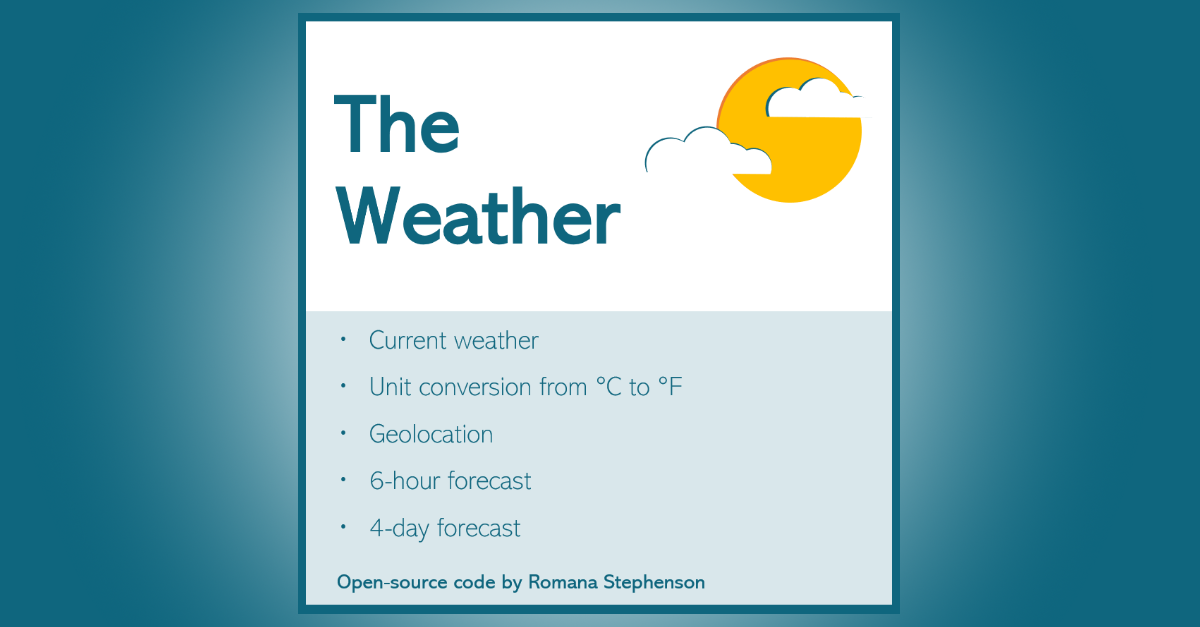 The
Weather
• Current weather
• Unit conversion from °C to °F
• Geolocation
• 6-hour forecast
• 4-day forecast
Open-source code by Romana Stephenson